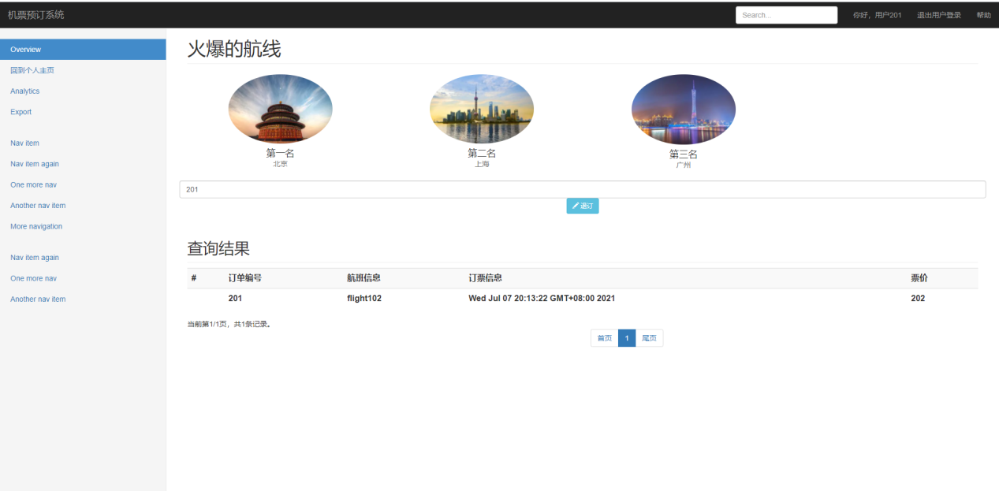 机票预订系统 Search... 你好，用户201 退出用户登录 帮助
Overview
回到个人主页
Analytics
Export
Nav item
Nav item again
One more nav
Another nav item
More navigation
Nav item again
One more nav
Another nav item
火爆的航线
第一名 第二名 第三名
北京 上海 广州
201
退订
查询结果
# 订单编号 航班信息 订票信息 票价
201 flight102 Wed Jul 07 20:13:22 GMT+08:00 2021 202
当前第1/1页，共1条记录。
首页 1 尾页